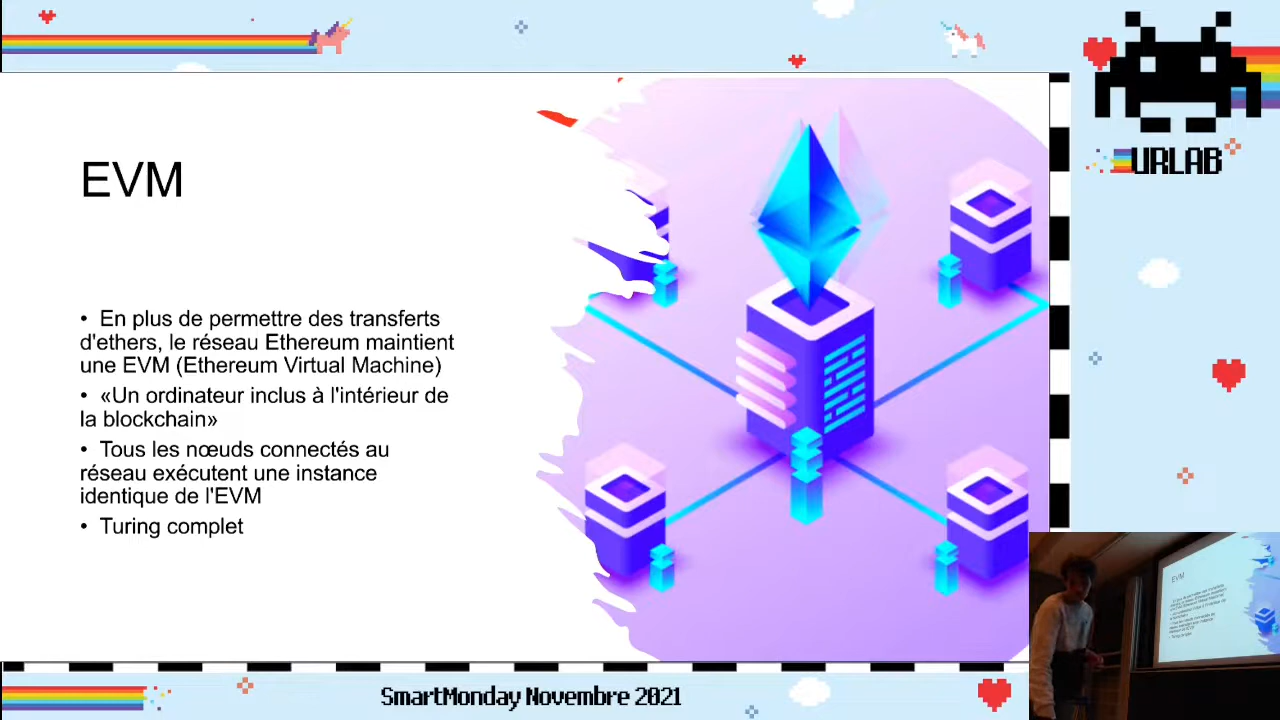 URLAB
EVM
• En plus de permettre des transferts
d'ethers, le réseau Ethereum maintient
une EVM (Ethereum Virtual Machine)
• «Un ordinateur inclus à l'intérieur de
la blockchain»
• Tous les nœuds connectés au
réseau exécutent une instance
identique de l'EVM
• Turing complet
EVM
SmartMonday Novembre 2021